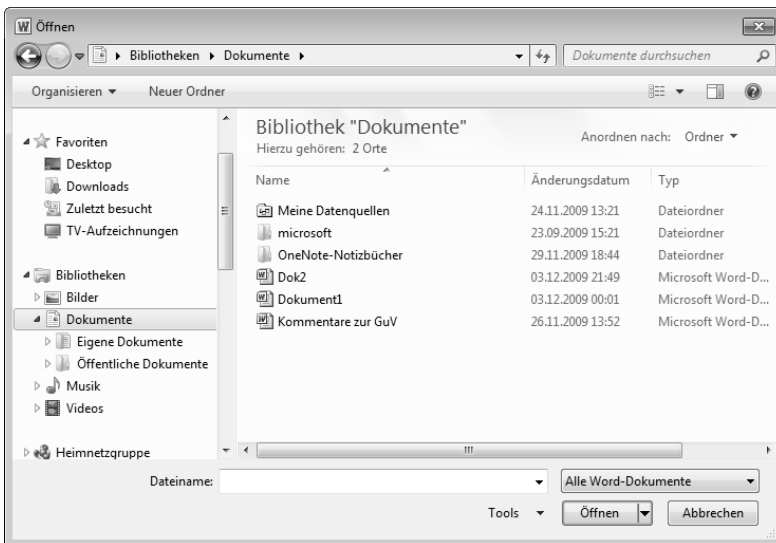 Öffnen
Bibliotheken Dokumente
Dokumente durchsuchen
Organisieren Neuer Ordner
Favoriten
Desktop
Downloads
Zuletzt besucht
TV-Aufzeichnungen
Bibliotheken
Bilder
Dokumente
Eigene Dokumente
Öffentliche Dokumente
Musik
Videos
Heimnetzgruppe
Bibliothek "Dokumente"
Hierzu gehören: 2 Orte
Anordnen nach: Ordner
Name Änderungsdatum Typ
Meine Datenquellen 24.11.2009 13:21 Dateiordner
microsoft 23.09.2009 15:21 Dateiordner
OneNote-Notizbücher 29.11.2009 18:44 Dateiordner
Dok2 03.12.2009 21:49 Microsoft Word-D...
Dokument1 03.12.2009 00:01 Microsoft Word-D...
Kommentare zur GuV 26.11.2009 13:52 Microsoft Word-D...
Dateiname:
Alle Word-Dokumente
Tools Öffnen Abbrechen